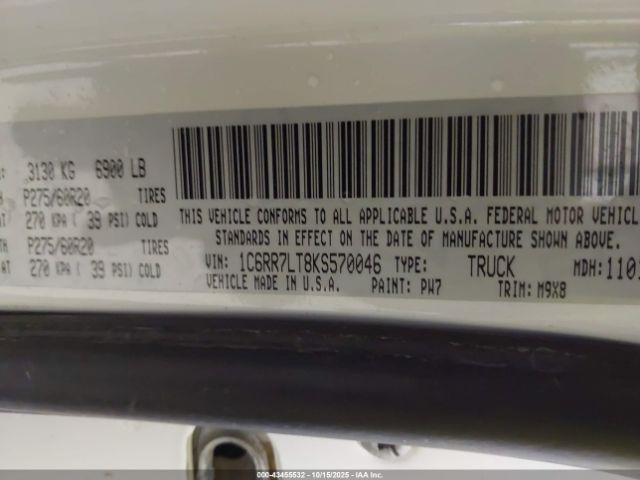 3130 KG 6900 LB
P275/60R20 TIRES
270 KPA ( 39 PSI) COLD
P275/60R20 TIRES
270 KPA ( 39 PSI) COLD
THIS VEHICLE CONFORMS TO ALL APPLICABLE U.S.A. FEDERAL MOTOR VEHICL
STANDARDS IN EFFECT ON THE DATE OF MANUFACTURE SHOWN ABOVE.
VIN: 1C6RR7LT8KS570046 TYPE: TRUCK MDH: 1101
VEHICLE MADE IN U.S.A. PAINT: PW7 TRIM: M9X8
000-43455532 - 10/15/2025 - IAA Inc.